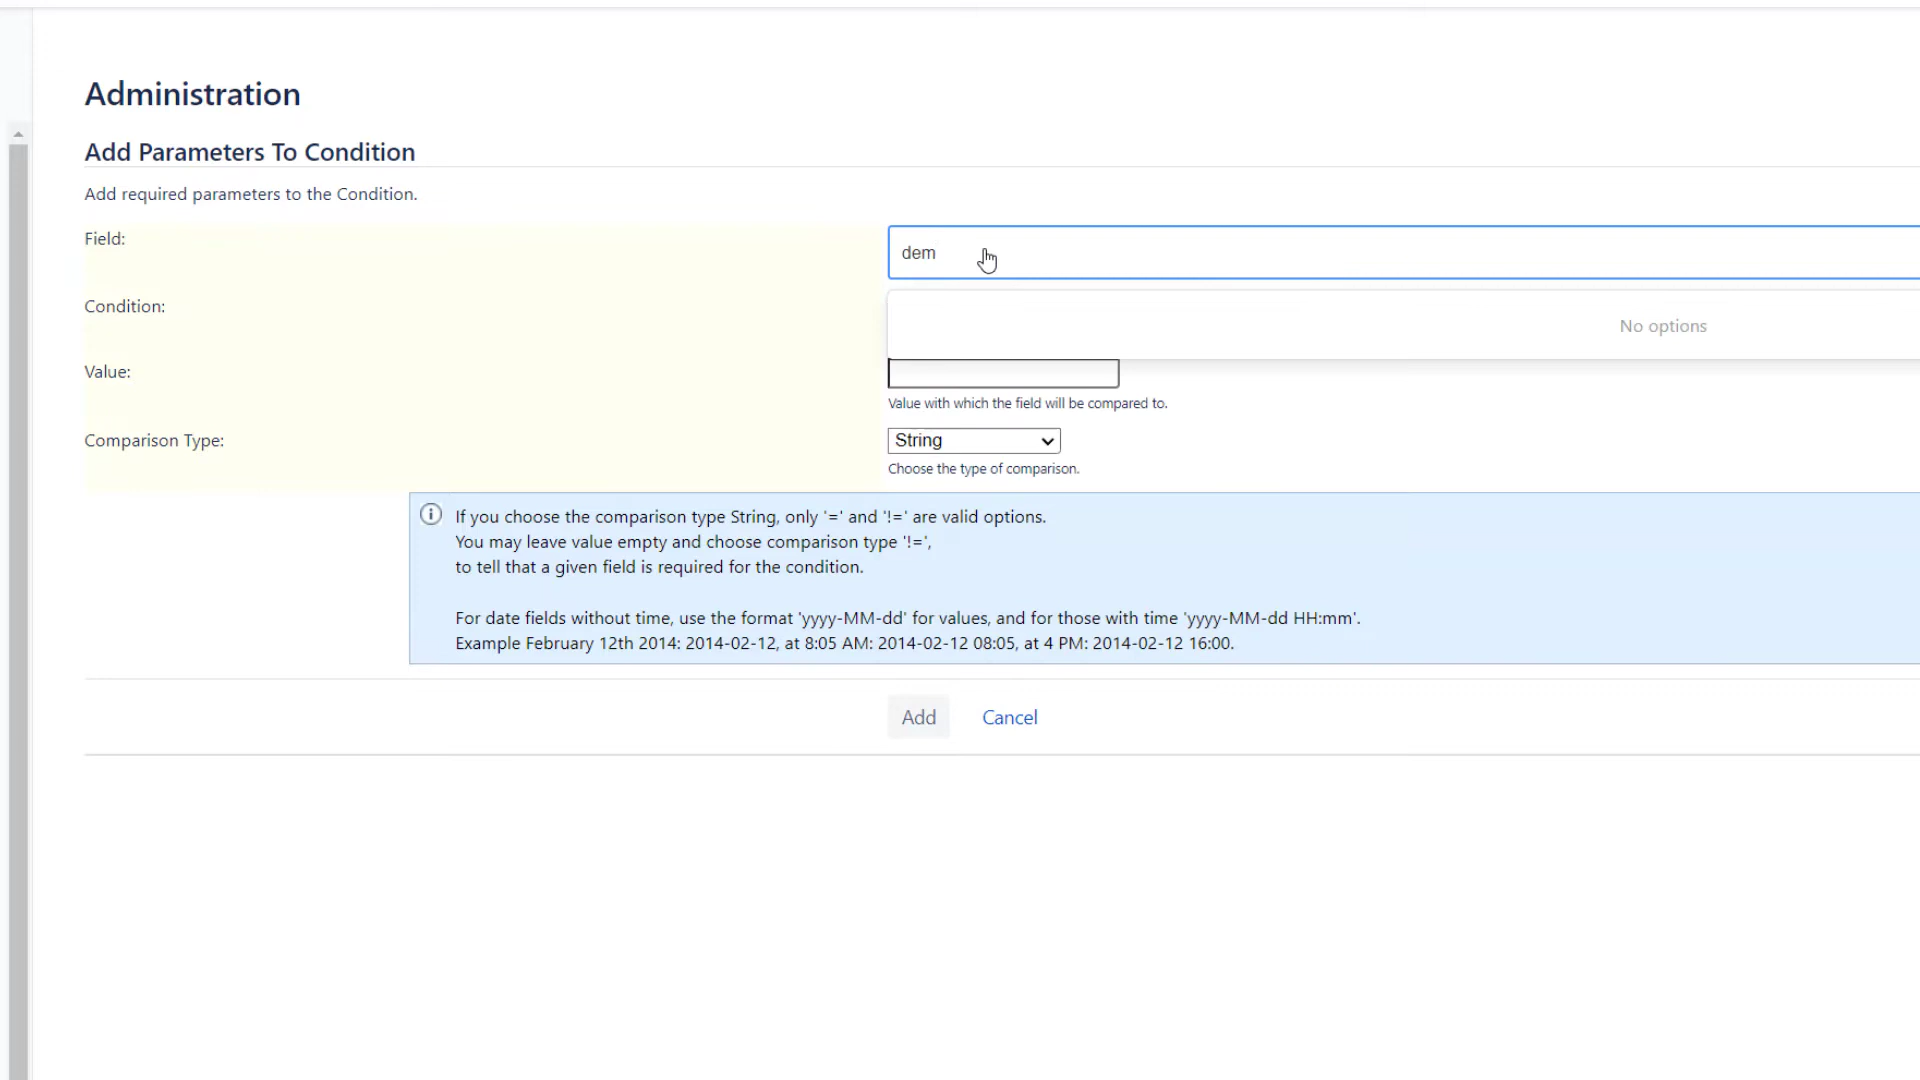 Administration
Add Parameters To Condition
Add required parameters to the Condition.
Field:
dem
Condition:
No options
Value:
Value with which the field will be compared to.
Comparison Type:
String
Choose the type of comparison.
If you choose the comparison type String, only '=' and '!=' are valid options.
You may leave value empty and choose comparison type '!=',
to tell that a given field is required for the condition.
For date fields without time, use the format 'yyyy-MM-dd' for values, and for those with time 'yyyy-MM-dd HH:mm'.
Example February 12th 2014: 2014-02-12, at 8:05 AM: 2014-02-12 08:05, at 4 PM: 2014-02-12 16:00.
Add Cancel